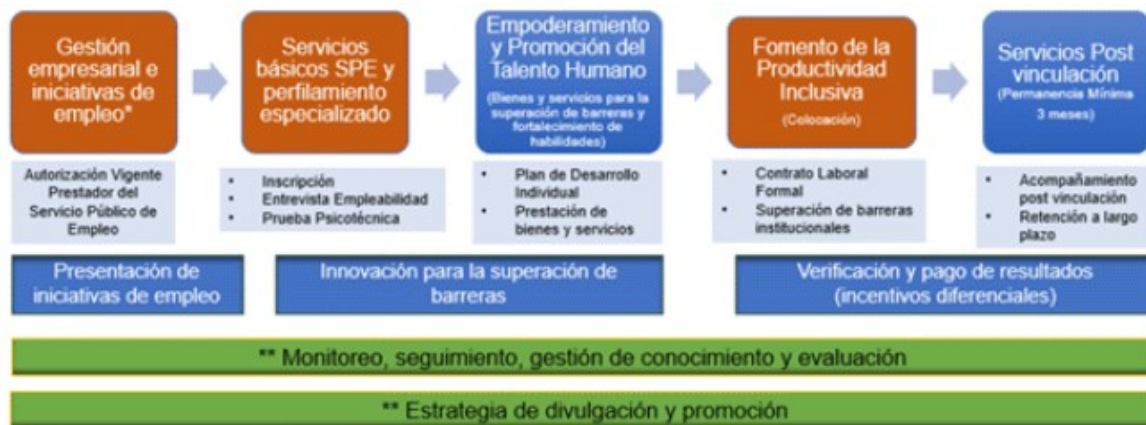 Gestión
empresarial e
iniciativas de
empleo*
Servicios
básicos SPE y
perfilamiento
especializado
Empoderamiento
y Promoción del
Talento Humano
(Bienes y servicios para la
superación de barreras y
fortalecimiento de
habilidades)
Fomento de la
Productividad
Inclusiva
(Colocación)
Servicios Post
vinculación
(Permanencia Mínima
3 meses)
Autorización Vigente
Prestador del
Servicio Público de
Empleo
• Inscripción
• Entrevista Empleabilidad
• Prueba Psicotécnica
• Plan de Desarrollo
Individual
• Prestación de
bienes y servicios
• Contrato Laboral
Formal
• Superación de barreras
institucionales
• Acompañamiento
post vinculación
• Retención a largo
plazo
Presentación de
iniciativas de empleo
Innovación para la superación de
barreras
Verificación y pago de resultados
(incentivos diferenciales)
** Monitoreo, seguimiento, gestión de conocimiento y evaluación
** Estrategia de divulgación y promoción